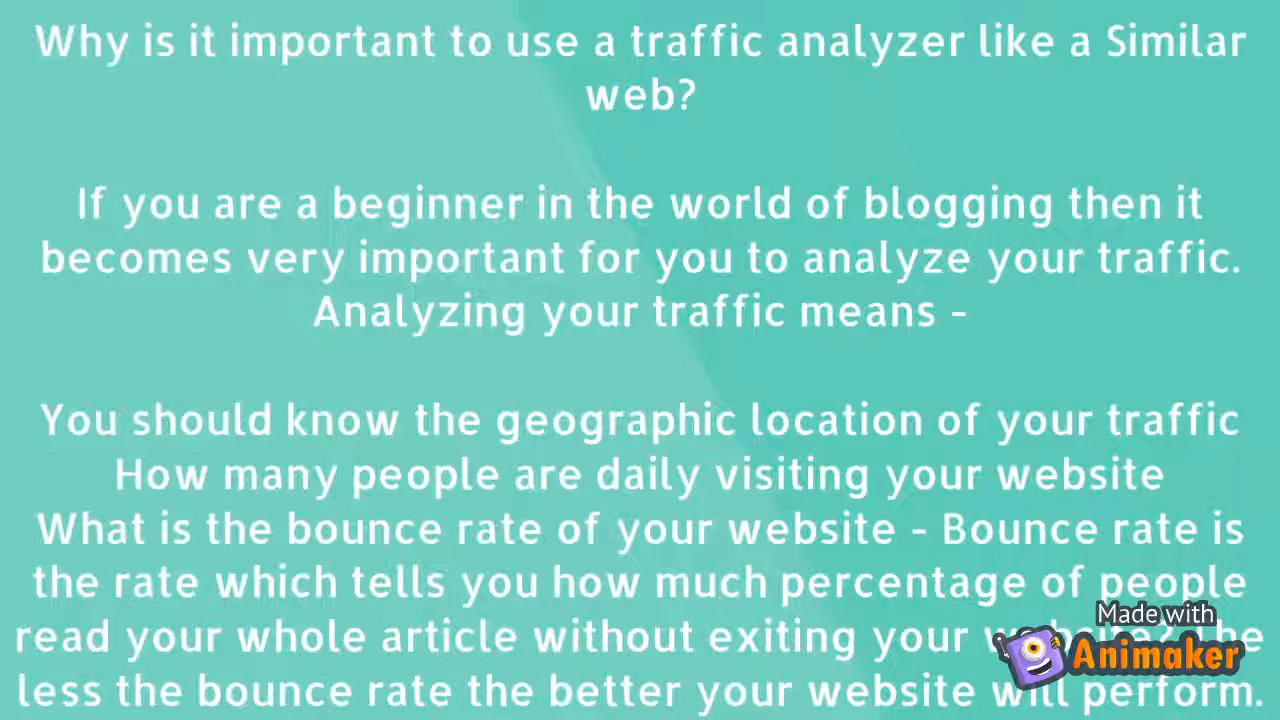 Why is it important to use a traffic analyzer like a Similar
web?
If you are a beginner in the world of blogging then it
becomes very important for you to analyze your traffic.
Analyzing your traffic means -
You should know the geographic location of your traffic
How many people are daily visiting your website
What is the bounce rate of your website - Bounce rate is
the rate which tells you how much percentage of people
read your whole article without exiting your website? The
less the bounce rate the better your website will perform.
Made with
Animaker